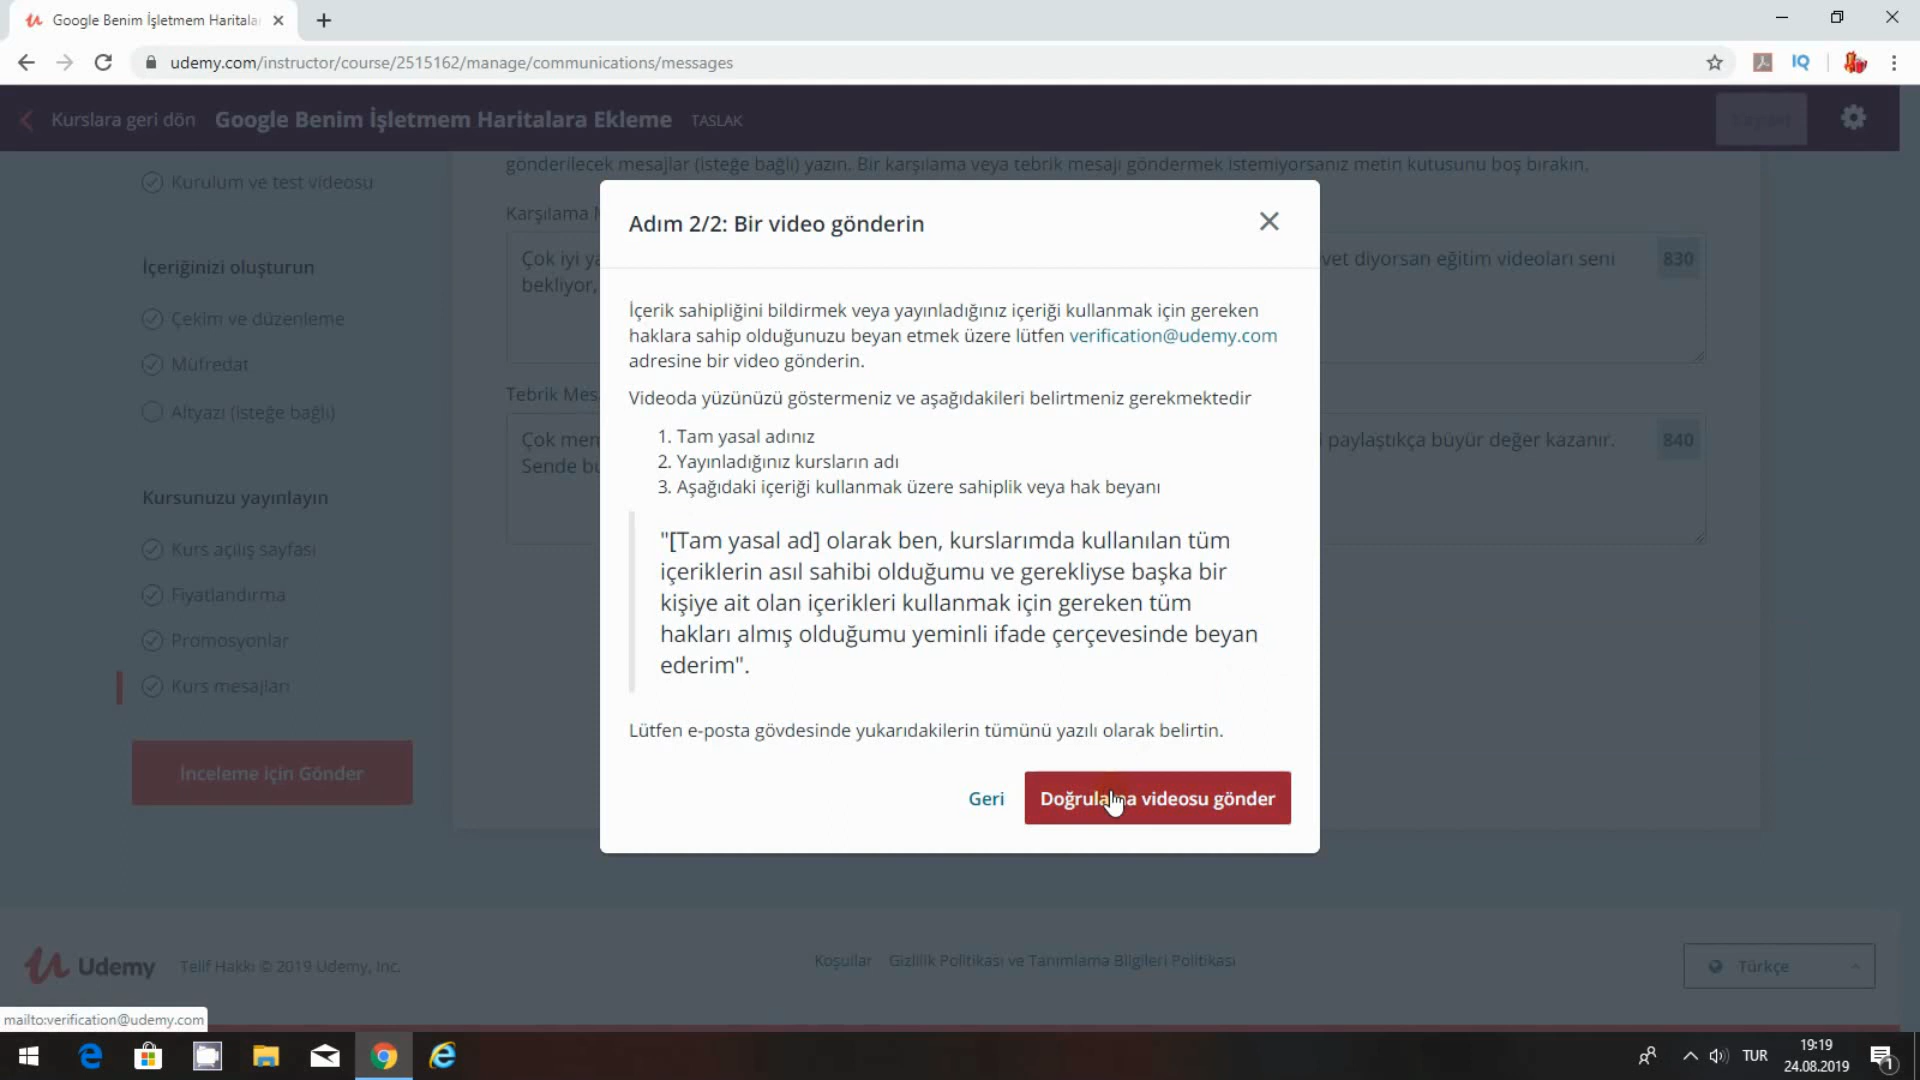 Google Benim İşletmem Haritala
udemy.com/instructor/course/2515162/manage/communications/messages
IQ
Kurslara geri dön
Google Benim İşletmem Haritalara Ekleme
TASLAK
gönderilecek mesajlar (isteğe bağlı) yazın. Bir karşılama veya tebrik mesajı göndermek istemiyorsanız metin kutusunu boş bırakın.
Kurulum ve test videosu
İçeriğinizi oluşturun
Çekim ve düzenleme
Müfredat
Altyazı (isteğe bağlı)
Kursunuzu yayınlayın
Kurs açılış sayfası
Fiyatlandırma
Promosyonlar
Kurs mesajları
İnceleme İçin Gönder
Karşılama
Çok iyi
vet diyorsan eğitim videoları seni
830
bekliyor,
Tebrik
Çok
paylaştıkça büyür değer kazanır.
840
Sende
Adım 2/2: Bir video gönderin
İçerik sahipliğini bildirmek veya yayınladığınız içeriği kullanmak için gereken
haklara sahip olduğunuzu beyan etmek üzere lütfen verification@udemy.com
adresine bir video gönderin.
Videoda yüzünüzü göstermeniz ve aşağıdakileri belirtmeniz gerekmektedir
1. Tam yasal adınız
2. Yayınladığınız kursların adı
3. Aşağıdaki içeriği kullanmak üzere sahiplik veya hak beyanı
"[Tam yasal ad] olarak ben, kurslarımda kullanılan tüm
içeriklerin asıl sahibi olduğumu ve gerekliyse başka bir
kişiye ait olan içerikleri kullanmak için gereken tüm
hakları almış olduğumu yeminli ifade çerçevesinde beyan
ederim".
Lütfen e-posta gövdesinde yukarıdakilerin tümünü yazılı olarak belirtin.
Geri
Doğrulama videosu gönder
Udemy
Telif Hakkı © 2019 Udemy, Inc.
Koşullar
Gizlilik Politikası ve Tanımlama Bilgileri Politikası
Türkçe
mailto:verification@udemy.com
TUR
19:19
24.08.2019
1